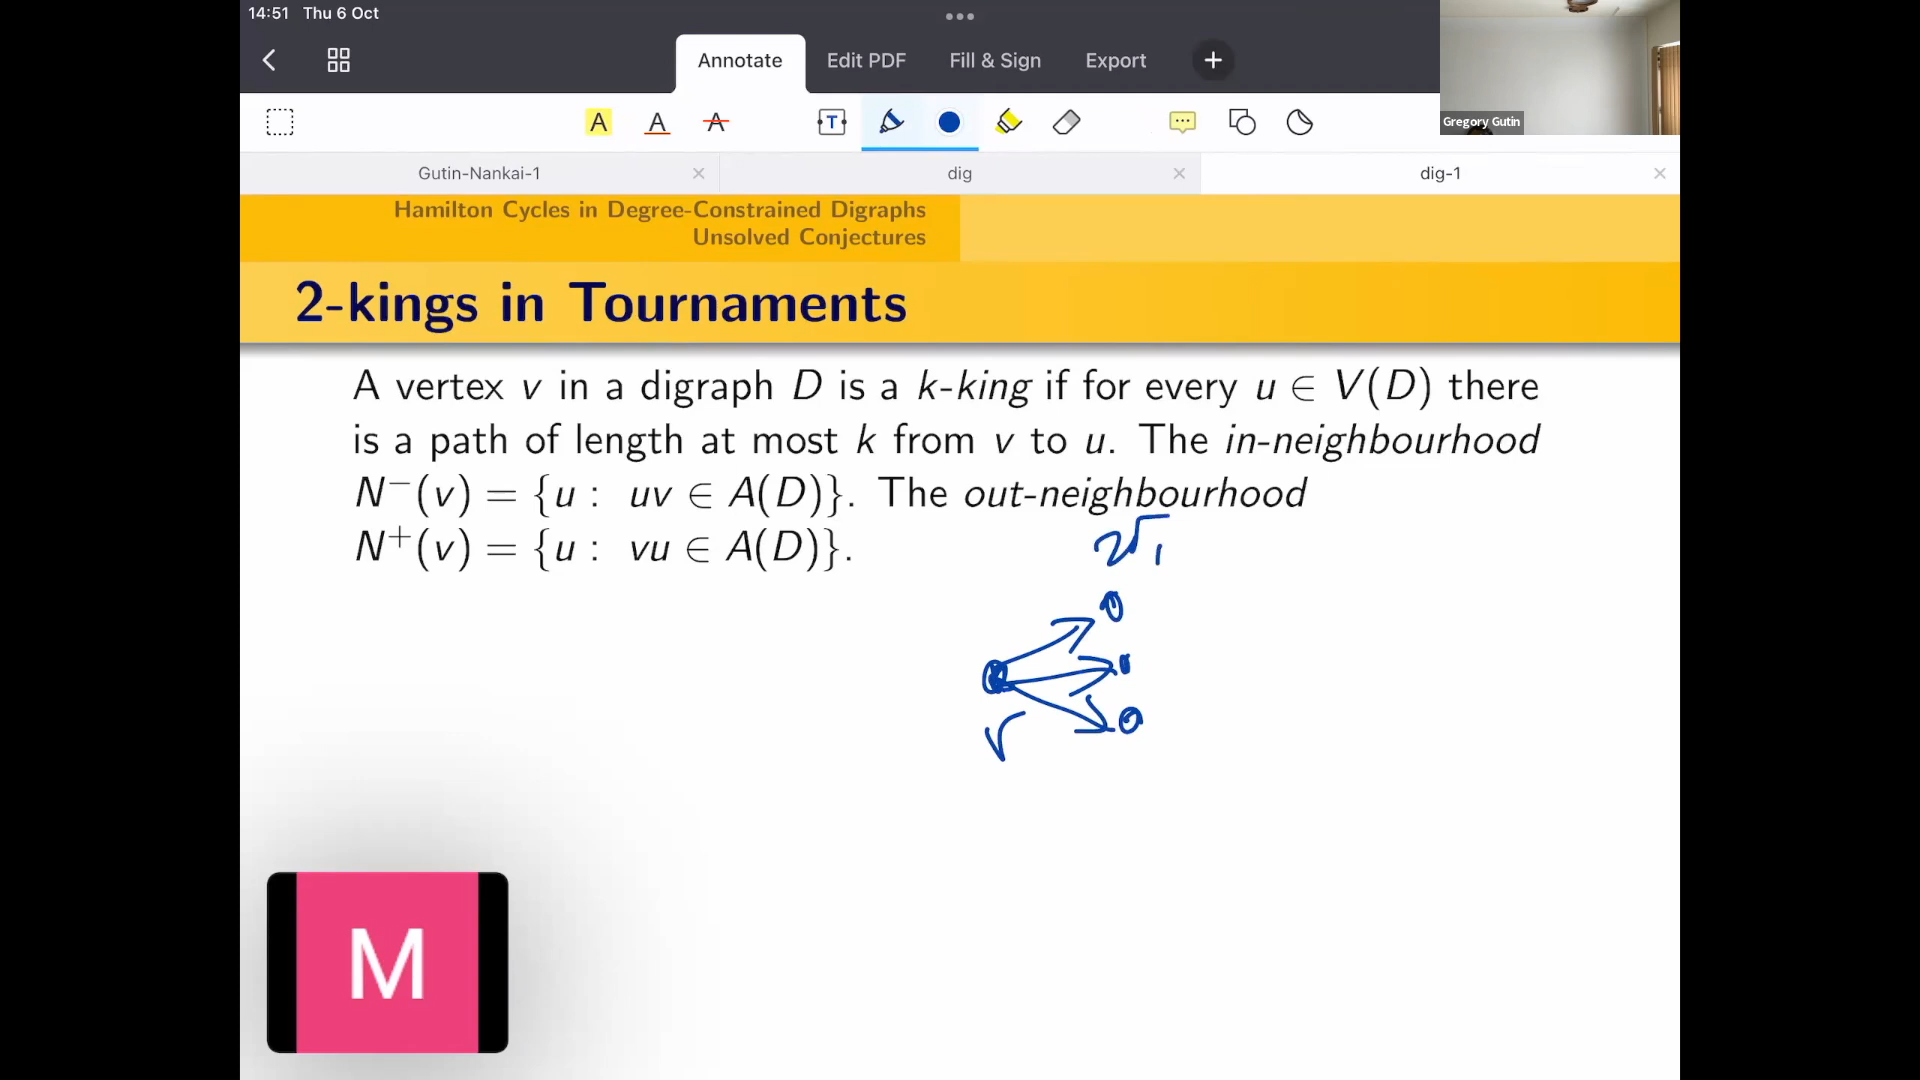 14:51 Thu 6 Oct
Annotate Edit PDF Fill & Sign Export
Gregory Gutin
A A A T
Gutin-Nankai-1 dig dig-1
Hamilton Cycles in Degree-Constrained Digraphs
Unsolved Conjectures
2-kings in Tournaments
A vertex v in a digraph D is a k-king if for every u ∈ V(D) there
is a path of length at most k from v to u. The in-neighbourhood
N⁻(v) = {u : uv ∈ A(D)}. The out-neighbourhood
N⁺(v) = {u : vu ∈ A(D)}.
v
M